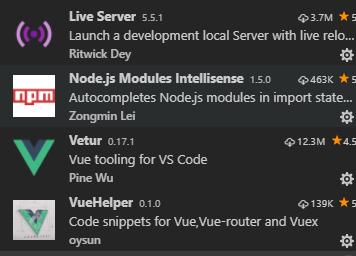 Live Server 5.5.1 3.7M ★ 5
Launch a development local Server with live relo...
Ritwick Dey
npm
Node.js Modules Intellisense 1.5.0 463K ★ 5
Autocompletes Node.js modules in import state...
Zongmin Lei
Vetur 0.17.1 12.3M ★ 4.5
Vue tooling for VS Code
Pine Wu
VueHelper 0.1.0 139K ★ 5
Code snippets for Vue,Vue-router and Vuex
oysun